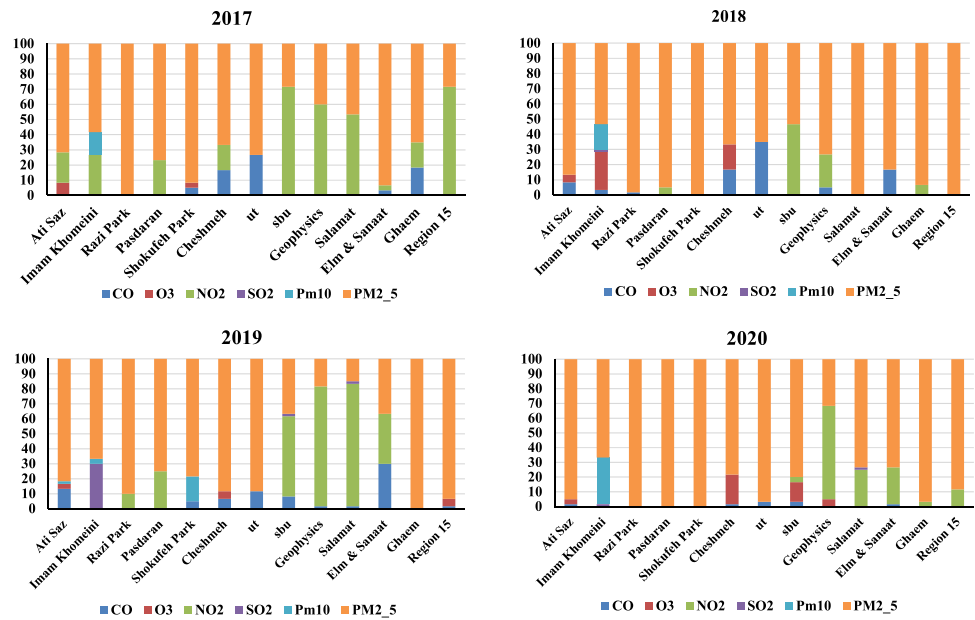 2017
100
90
80
70
60
50
40
30
20
10
0
Ati Saz
Imam Khomeini
Razi Park
Pasdaran
Shokufeh Park
Cheshmeh
ut
sbu
Geophysics
Salamat
Elm & Sanaat
Ghaem
Region 15
CO O3 NO2 SO2 Pm10 PM2_5
2018
100
90
80
70
60
50
40
30
20
10
0
Ati Saz
Imam Khomeini
Razi Park
Pasdaran
Shokufeh Park
Cheshmeh
ut
sbu
Geophysics
Salamat
Elm & Sanaat
Ghaem
Region 15
CO O3 NO2 SO2 Pm10 PM2_5
2019
100
90
80
70
60
50
40
30
20
10
0
Ati Saz
Imam Khomeini
Razi Park
Pasdaran
Shokufeh Park
Cheshmeh
ut
sbu
Geophysics
Salamat
Elm & Sanaat
Ghaem
Region 15
CO O3 NO2 SO2 Pm10 PM2_5
2020
100
90
80
70
60
50
40
30
20
10
0
Ati Saz
Imam Khomeini
Razi Park
Pasdaran
Shokufeh Park
Cheshmeh
ut
sbu
Geophysics
Salamat
Elm & Sanaat
Ghaem
Region 15
CO O3 NO2 SO2 Pm10 PM2_5